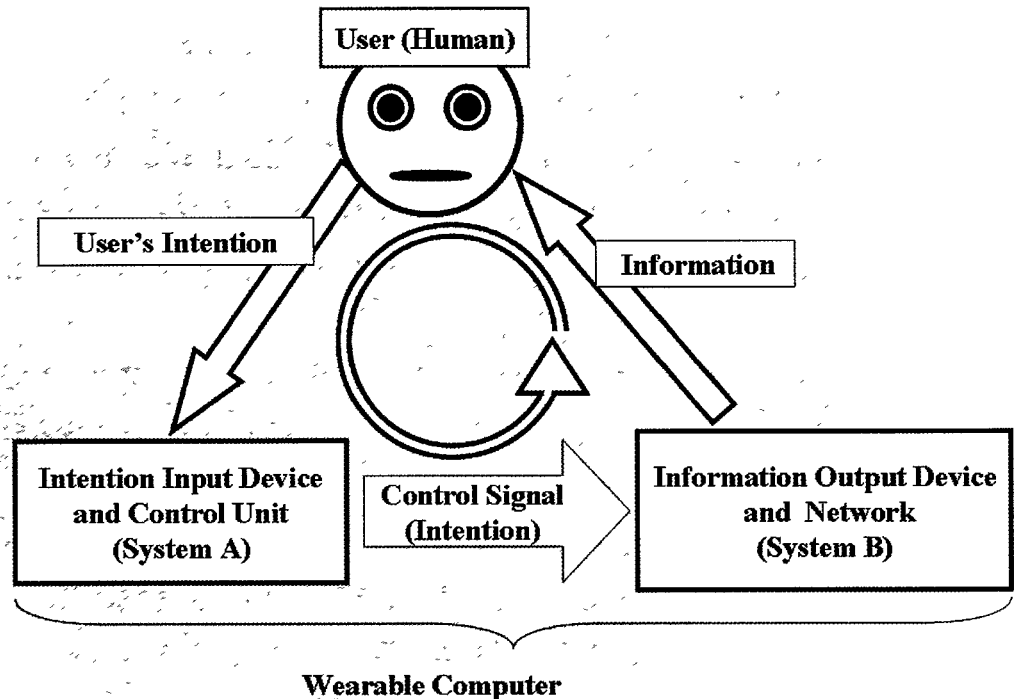 User (Human)
User's Intention
Information
Intention Input Device
and Control Unit
(System A)
Control Signal
(Intention)
Information Output Device
and Network
(System B)
Wearable Computer